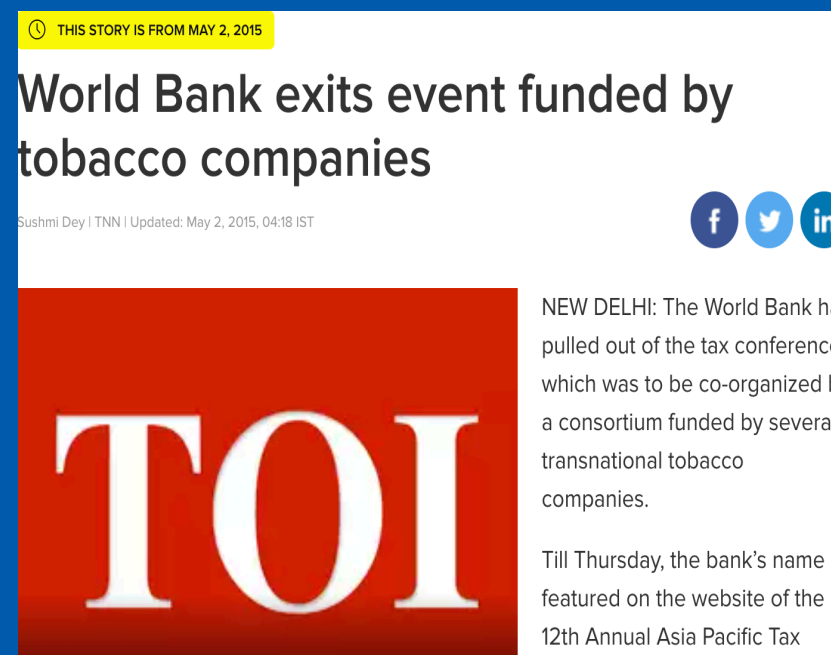 THIS STORY IS FROM MAY 2, 2015
World Bank exits event funded by
tobacco companies
Sushmi Dey | TNN | Updated: May 2, 2015, 04:18 IST
f
in
TOI
NEW DELHI: The World Bank
pulled out of the tax conference
which was to be co-organized
a consortium funded by several
transnational tobacco
companies.
Till Thursday, the bank's name
featured on the website of the
12th Annual Asia Pacific Tax